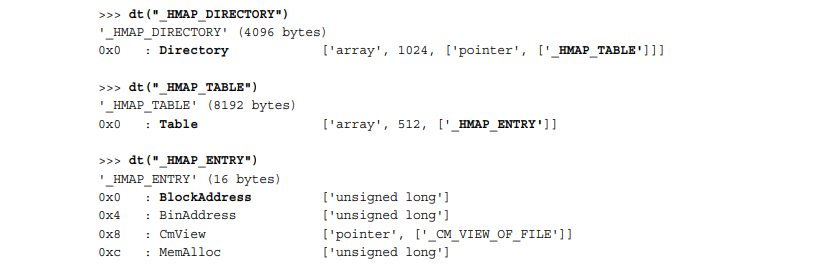 >>> dt("_HMAP_DIRECTORY")
'_HMAP_DIRECTORY' (4096 bytes)
0x0   : Directory            ['array', 1024, ['pointer', ['_HMAP_TABLE']]]
>>> dt("_HMAP_TABLE")
'_HMAP_TABLE' (8192 bytes)
0x0   : Table                ['array', 512, ['_HMAP_ENTRY']]
>>> dt("_HMAP_ENTRY")
'_HMAP_ENTRY' (16 bytes)
0x0   : BlockAddress         ['unsigned long']
0x4   : BinAddress           ['unsigned long']
0x8   : CmView               ['pointer', ['_CM_VIEW_OF_FILE']]
0xc   : MemAlloc             ['unsigned long']